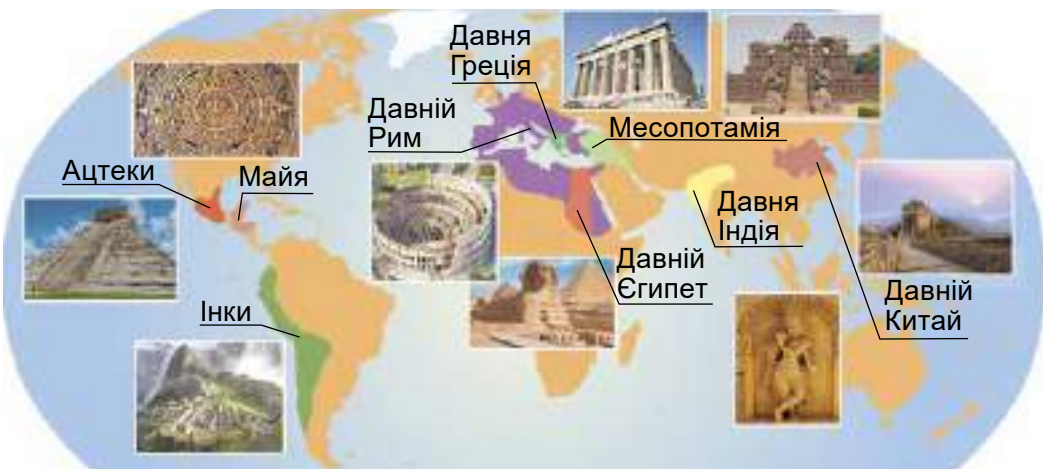 Давня
Греція
Давній
Рим
Месопотамія
Ацтеки
Майя
Давня
Індія
Давній
Єгипет
Інки
Давній
Китай